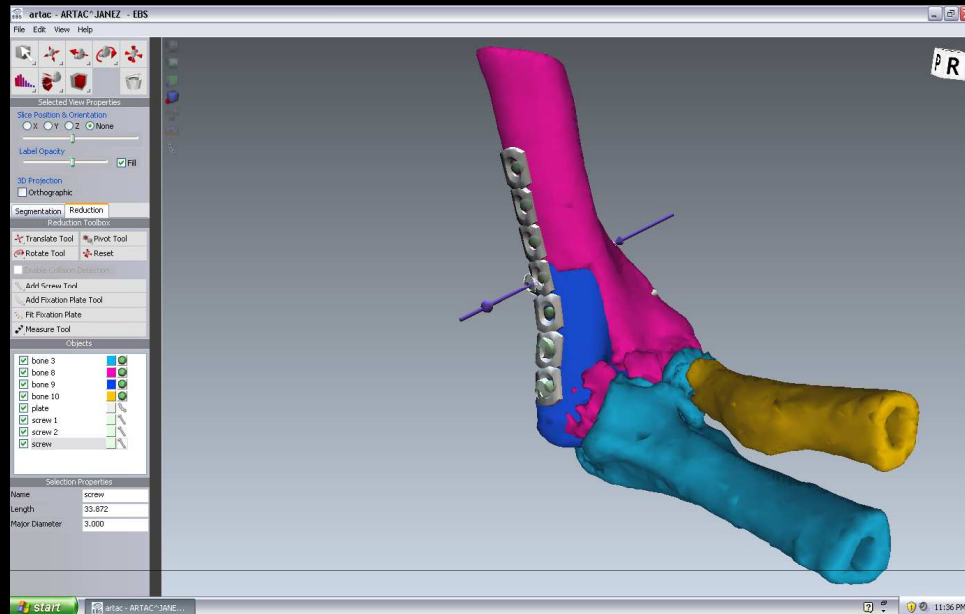 artac - ARTAC^JANEZ - EBS
File Edit View Help
P R
Selected View Properties
Slice Position & Orientation
X Y Z None
Label Opacity
Fill
3D Projection
Orthographic
Segmentation Reduction
Reduction Toolbox
Translate Tool Pivot Tool
Rotate Tool Reset
Enable Collision Detection
Add Screw Tool
Add Fixation Plate Tool
Fit Fixation Plate
Measure Tool
Objects
bone 3
bone 8
bone 9
bone 10
plate
screw 1
screw 2
screw
Selection Properties
Name screw
Length 33.872
Major Diameter 3.000
start artac - ARTAC^JANE... 11:36 PM